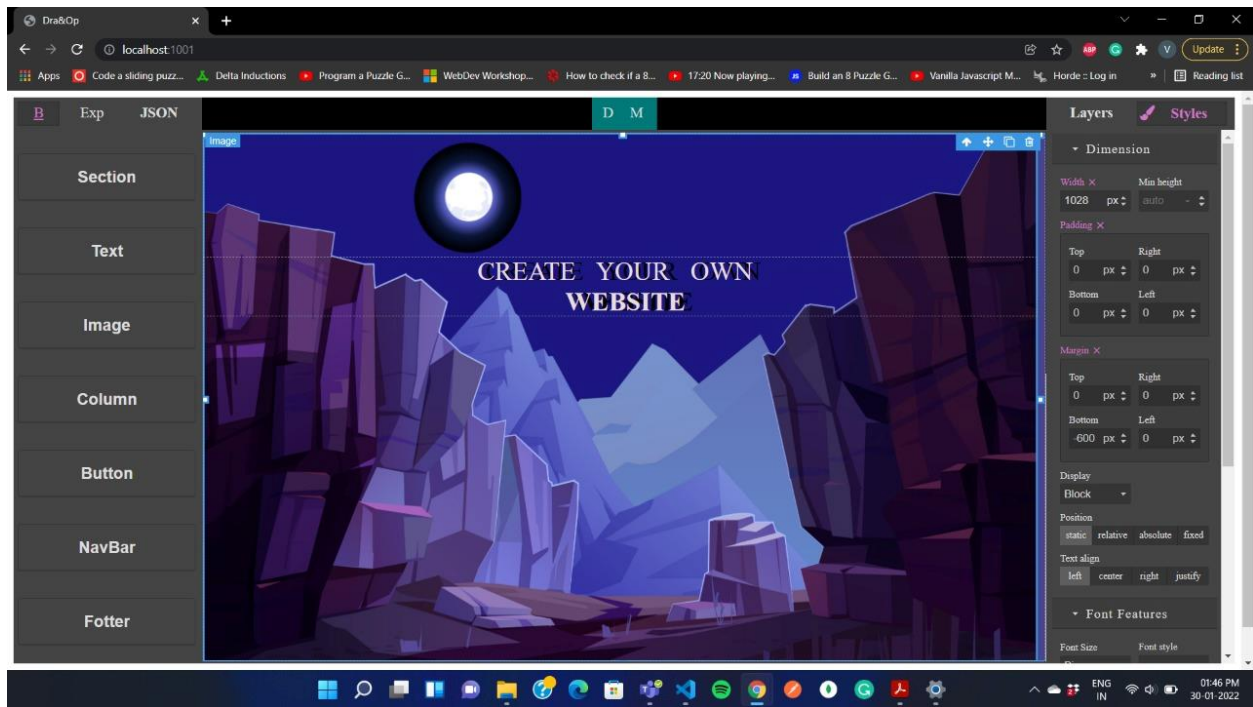 Dra&Op
localhost:1001
Update
Apps
Code a sliding puzz...
Delta Inductions
Program a Puzzle G...
WebDev Workshop...
How to check if a 8...
17:20 Now playing...
Build an 8 Puzzle G...
Vanilla Javascript M...
Horde :: Log in
»
Reading list
B Exp JSON
D M
Layers Styles
Section
Text
Image
Column
Button
NavBar
Fotter
Image
CREATE YOUR OWN
WEBSITE
Dimension
Width × Min height
1028 px auto -
Padding ×
Top Right
0 px 0 px
Bottom Left
0 px 0 px
Margin ×
Top Right
0 px 0 px
Bottom Left
-600 px 0 px
Display
Block
Position
static relative absolute fixed
Text align
left center right justify
Font Features
Font Size Font style
ENG
IN
01:46 PM
30-01-2022